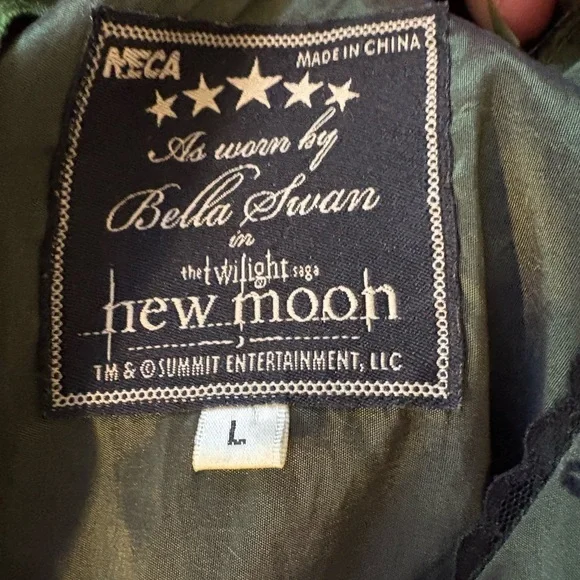 NECA MADE IN CHINA
As worn by
Bella Swan
in
the twilight saga
new moon
TM & © SUMMIT ENTERTAINMENT, LLC
L